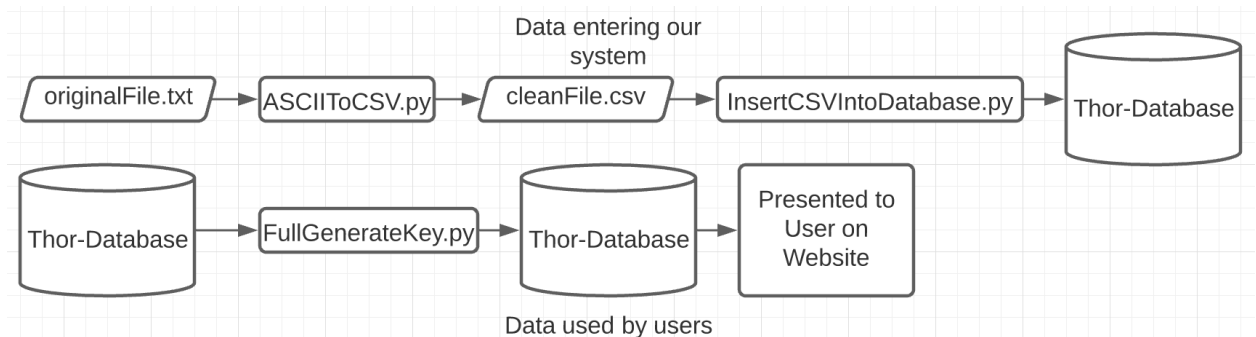 Data entering our
system
originalFile.txt
ASCIIToCSV.py
cleanFile.csv
InsertCSVIntoDatabase.py
Thor-Database
Thor-Database
FullGenerateKey.py
Thor-Database
Presented to
User on
Website
Data used by users